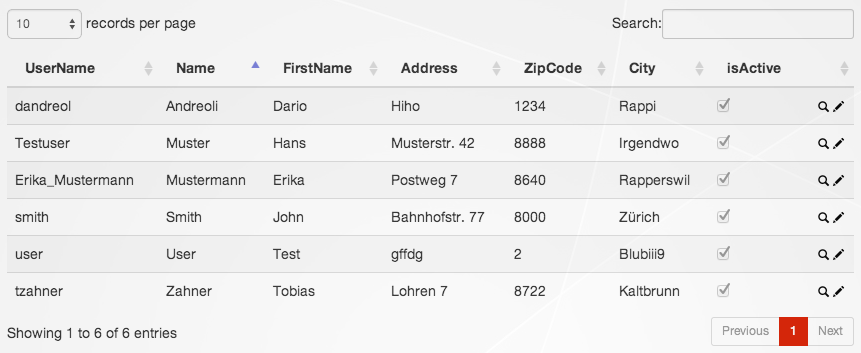 10 records per page Search:
UserName Name FirstName Address ZipCode City isActive
dandreol Andreoli Dario Hiho 1234 Rappi
Testuser Muster Hans Musterstr. 42 8888 Irgendwo
Erika_Mustermann Mustermann Erika Postweg 7 8640 Rapperswil
smith Smith John Bahnhofstr. 77 8000 Zürich
user User Test gffdg 2 Blubiii9
tzahner Zahner Tobias Lohren 7 8722 Kaltbrunn
Showing 1 to 6 of 6 entries Previous 1 Next